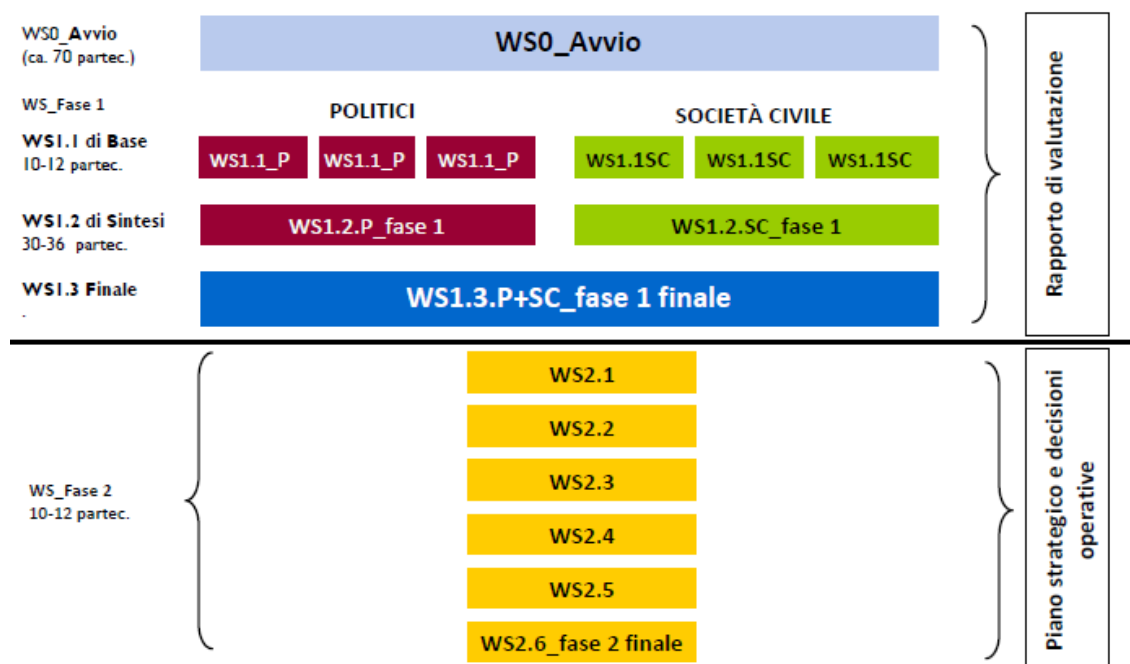 WS0_Avvio
(ca. 70 partec.)
WS0_Avvio
WS_Fase 1
POLITICI
SOCIETÀ CIVILE
WS1.1 di Base
10-12 partec.
WS1.1_P
WS1.1_P
WS1.1_P
WS1.1SC
WS1.1SC
WS1.1SC
WS1.2 di Sintesi
30-36 partec.
WS1.2.P_fase 1
WS1.2.SC_fase 1
WS1.3 Finale
.
WS1.3.P+SC_fase 1 finale
Rapporto di valutazione
WS_Fase 2
10-12 partec.
WS2.1
WS2.2
WS2.3
WS2.4
WS2.5
WS2.6_fase 2 finale
Piano strategico e decisioni
operative